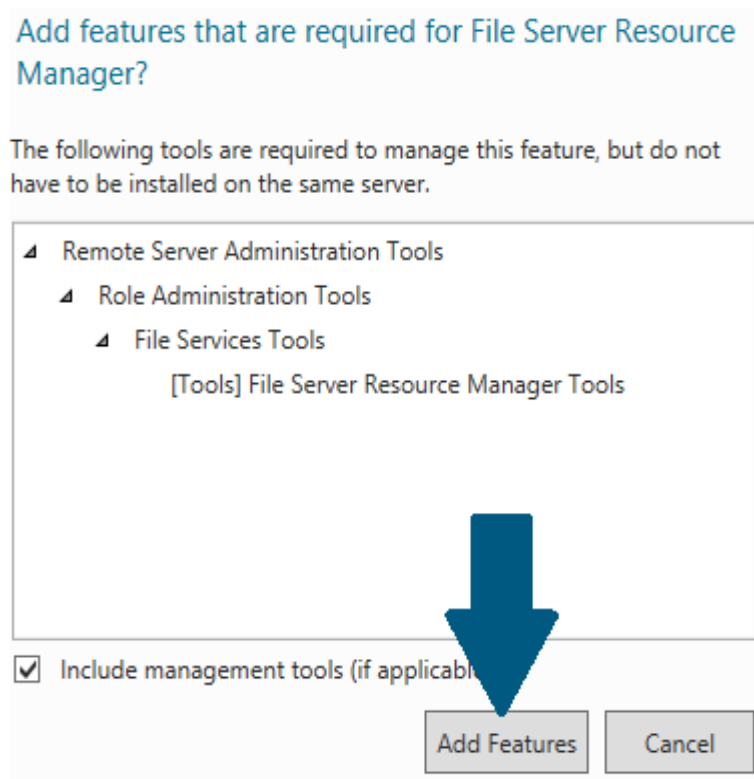 Add features that are required for File Server Resource
Manager?
The following tools are required to manage this feature, but do not
have to be installed on the same server.
Remote Server Administration Tools
Role Administration Tools
File Services Tools
[Tools] File Server Resource Manager Tools
Include management tools (if applicable
Add Features
Cancel